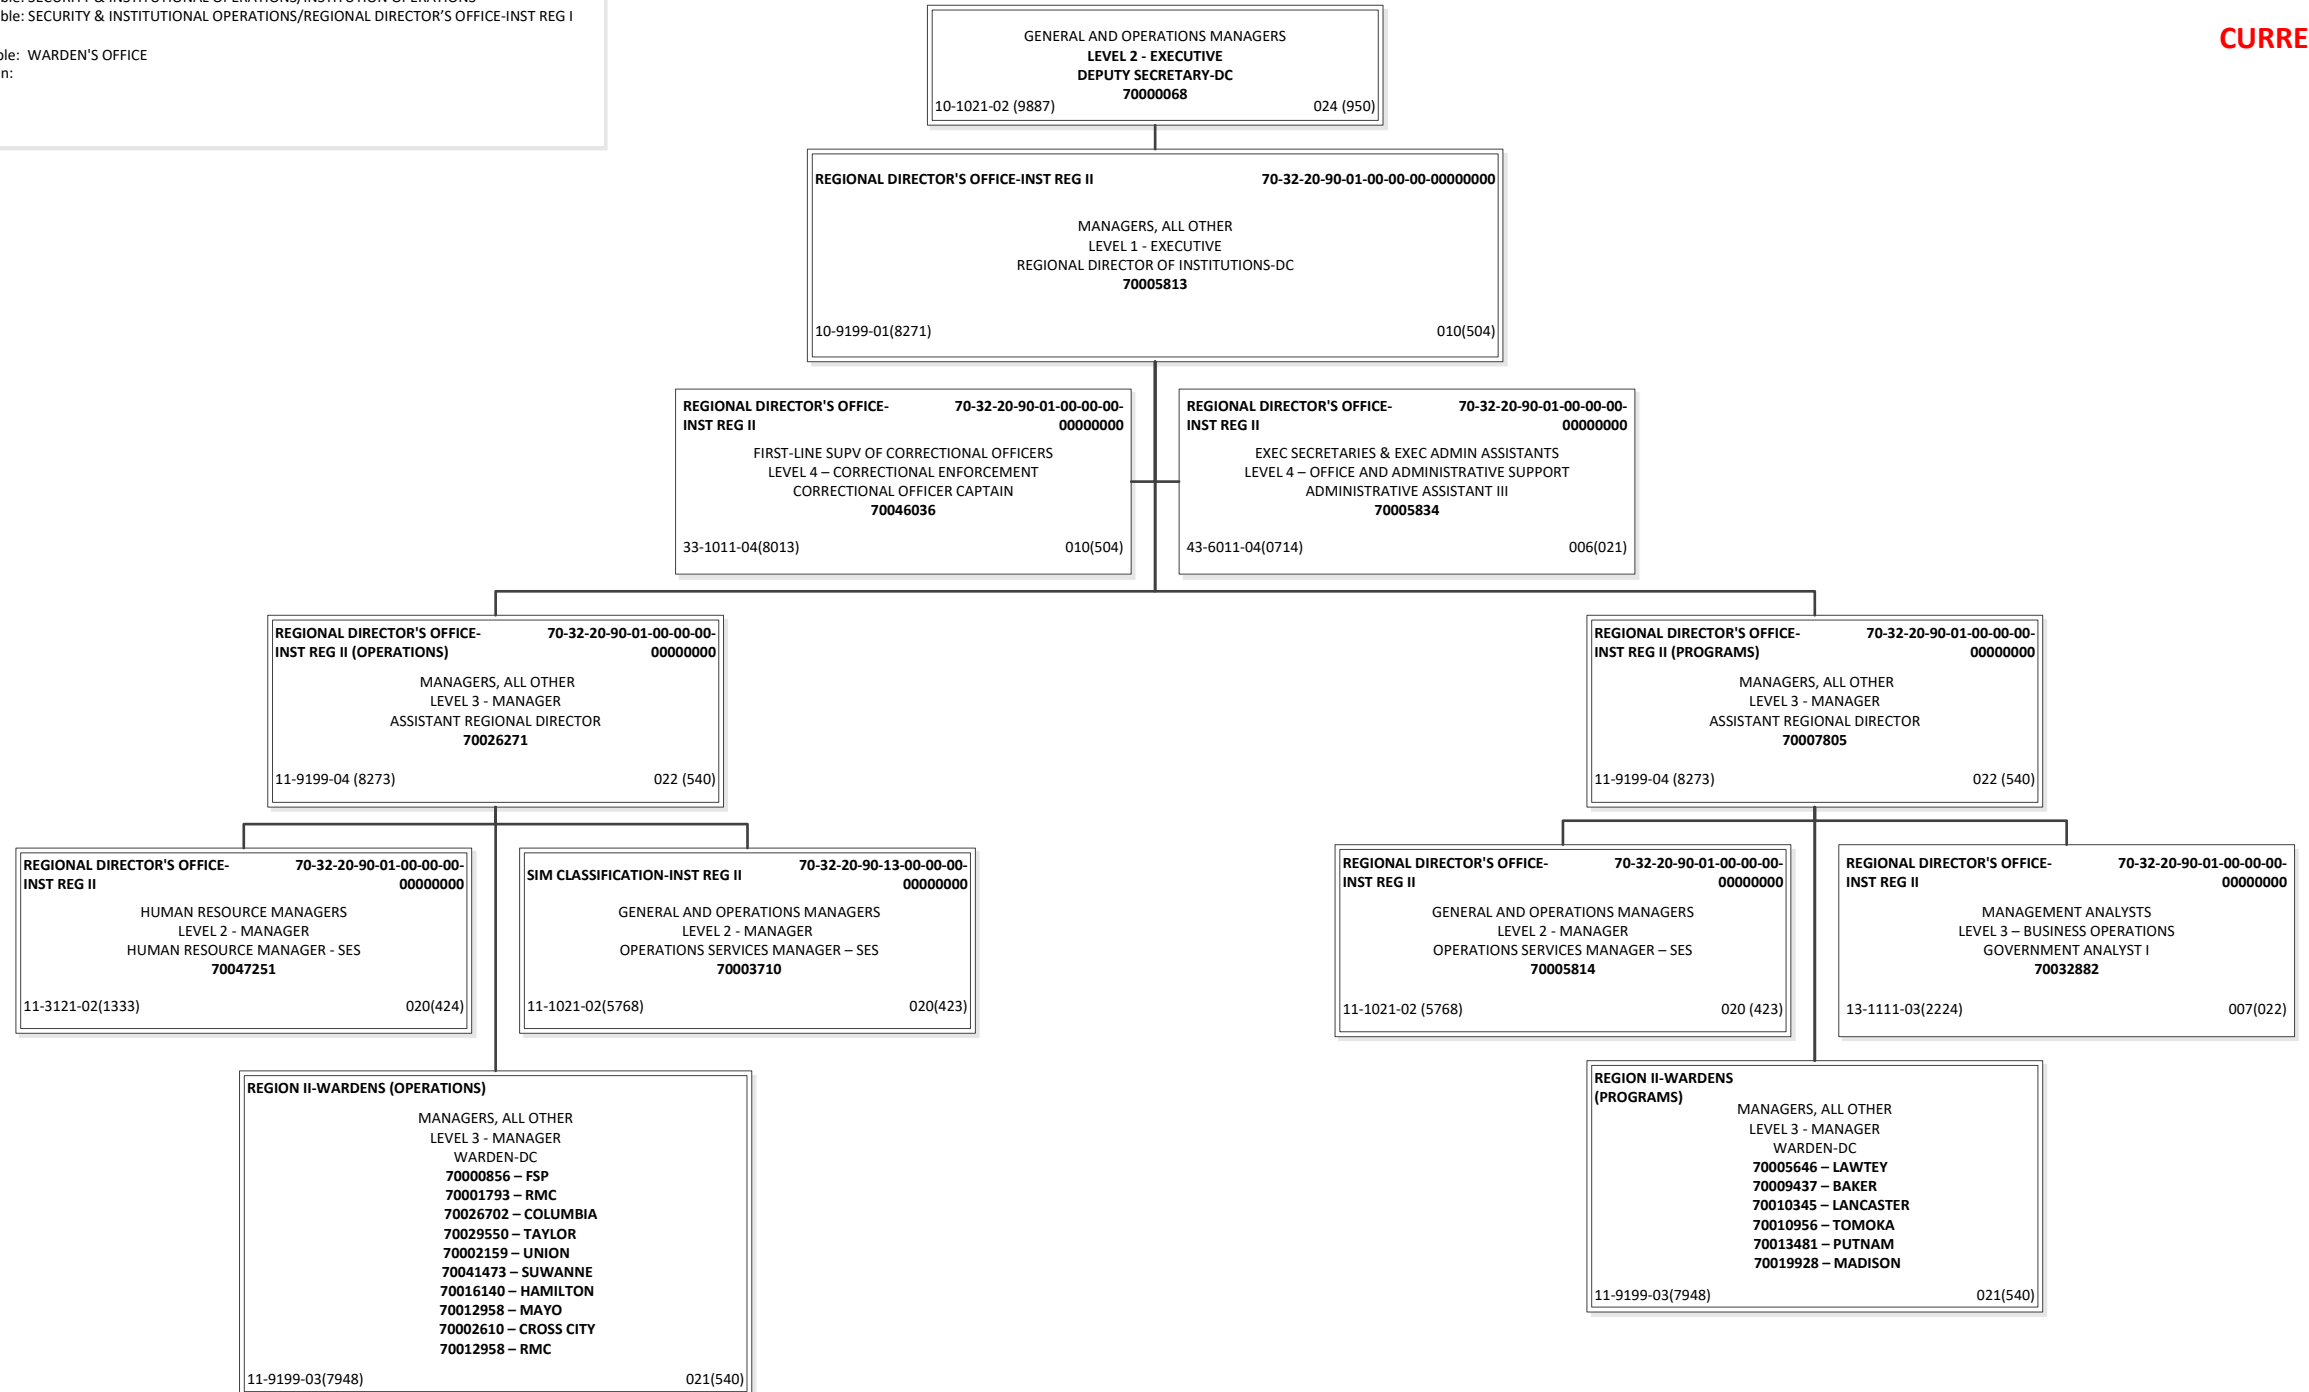 SECURITY & INSTITUTIONAL OPERATIONS/INSTITUTION OPERATIONS
ble: SECURITY & INSTITUTIONAL OPERATIONS/REGIONAL DIRECTOR'S OFFICE-INST REG I
ble: WARDEN'S OFFICE
n:
CURRE
GENERAL AND OPERATIONS MANAGERS
LEVEL 2 - EXECUTIVE
DEPUTY SECRETARY-DC
70000068
10-1021-02 (9887) 024 (950)
REGIONAL DIRECTOR'S OFFICE-INST REG II 70-32-20-90-01-00-00-00-00000000
MANAGERS, ALL OTHER
LEVEL 1 - EXECUTIVE
REGIONAL DIRECTOR OF INSTITUTIONS-DC
70005813
10-9199-01(8271) 010(504)
REGIONAL DIRECTOR'S OFFICE- 70-32-20-90-01-00-00-00-
INST REG II 00000000
FIRST-LINE SUPV OF CORRECTIONAL OFFICERS
LEVEL 4 – CORRECTIONAL ENFORCEMENT
CORRECTIONAL OFFICER CAPTAIN
70046036
33-1011-04(8013) 010(504)
REGIONAL DIRECTOR'S OFFICE- 70-32-20-90-01-00-00-00-
INST REG II 00000000
EXEC SECRETARIES & EXEC ADMIN ASSISTANTS
LEVEL 4 – OFFICE AND ADMINISTRATIVE SUPPORT
ADMINISTRATIVE ASSISTANT III
70005834
43-6011-04(0714) 006(021)
REGIONAL DIRECTOR'S OFFICE- 70-32-20-90-01-00-00-00-
INST REG II (OPERATIONS) 00000000
MANAGERS, ALL OTHER
LEVEL 3 - MANAGER
ASSISTANT REGIONAL DIRECTOR
70026271
11-9199-04 (8273) 022 (540)
REGIONAL DIRECTOR'S OFFICE- 70-32-20-90-01-00-00-00-
INST REG II (PROGRAMS) 00000000
MANAGERS, ALL OTHER
LEVEL 3 - MANAGER
ASSISTANT REGIONAL DIRECTOR
70007805
11-9199-04 (8273) 022 (540)
REGIONAL DIRECTOR'S OFFICE- 70-32-20-90-01-00-00-00-
INST REG II 00000000
HUMAN RESOURCE MANAGERS
LEVEL 2 - MANAGER
HUMAN RESOURCE MANAGER - SES
70047251
11-3121-02(1333) 020(424)
SIM CLASSIFICATION-INST REG II 70-32-20-90-13-00-00-00-
00000000
GENERAL AND OPERATIONS MANAGERS
LEVEL 2 - MANAGER
OPERATIONS SERVICES MANAGER – SES
70003710
11-1021-02(5768) 020(423)
REGIONAL DIRECTOR'S OFFICE- 70-32-20-90-01-00-00-00-
INST REG II 00000000
GENERAL AND OPERATIONS MANAGERS
LEVEL 2 - MANAGER
OPERATIONS SERVICES MANAGER – SES
70005814
11-1021-02 (5768) 020 (423)
REGIONAL DIRECTOR'S OFFICE- 70-32-20-90-01-00-00-00-
INST REG II 00000000
MANAGEMENT ANALYSTS
LEVEL 3 – BUSINESS OPERATIONS
GOVERNMENT ANALYST I
70032882
13-1111-03(2224) 007(022)
REGION II-WARDENS (OPERATIONS)
MANAGERS, ALL OTHER
LEVEL 3 - MANAGER
WARDEN-DC
70000856 – FSP
70001793 – RMC
70026702 – COLUMBIA
70029550 – TAYLOR
70002159 – UNION
70041473 – SUWANNE
70016140 – HAMILTON
70012958 – MAYO
70002610 – CROSS CITY
70012958 – RMC
11-9199-03(7948) 021(540)
REGION II-WARDENS
(PROGRAMS)
MANAGERS, ALL OTHER
LEVEL 3 - MANAGER
WARDEN-DC
70005646 – LAWTEY
70009437 – BAKER
70010345 – LANCASTER
70010956 – TOMOKA
70013481 – PUTNAM
70019928 – MADISON
11-9199-03(7948) 021(540)